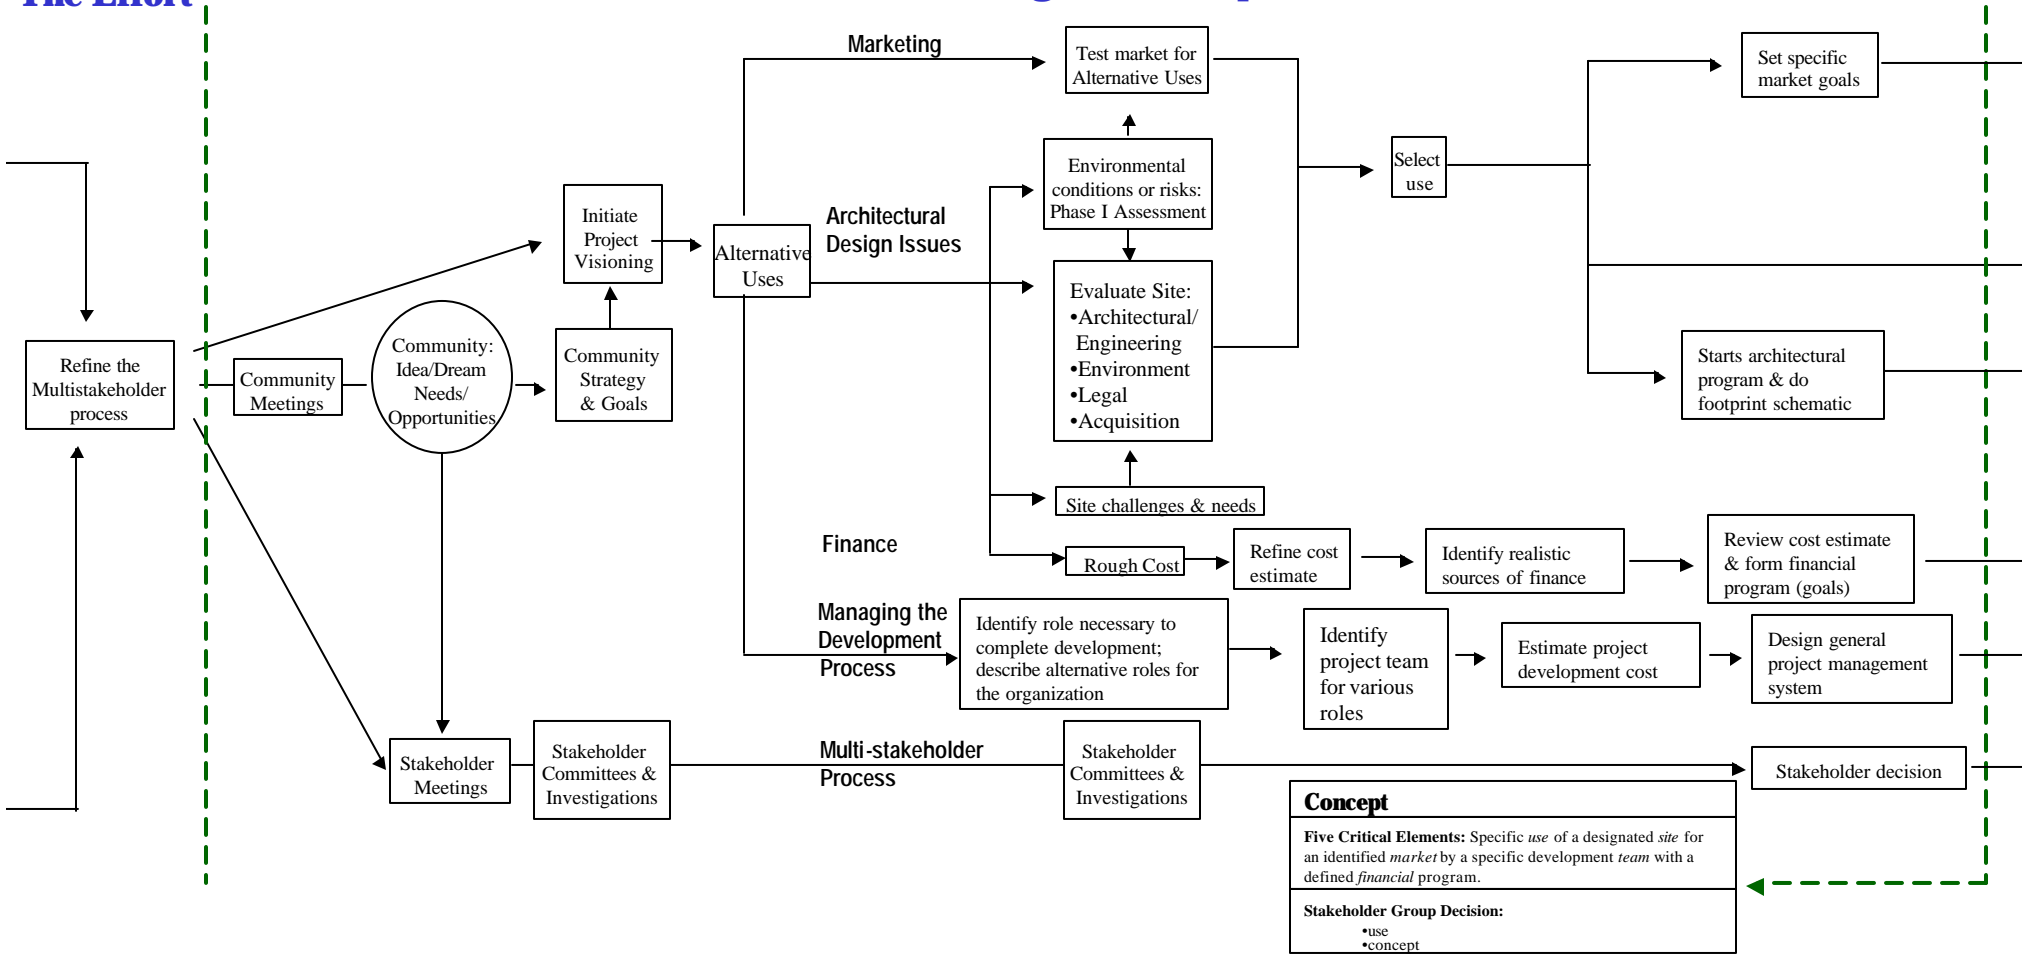 The Effort
Marketing
Test market for
Alternative Uses
Set specific
market goals
Environmental
conditions or risks:
Phase I Assessment
Select
use
Initiate
Project
Visioning
Alternative
Uses
Architectural
Design Issues
Evaluate Site:
•Architectural/
Engineering
•Environment
•Legal
•Acquisition
Refine the
Multistakeholder
process
Community
Meetings
Community:
Idea/Dream
Needs/
Opportunities
Community
Strategy
& Goals
Starts architectural
program & do
footprint schematic
Site challenges & needs
Finance
Rough Cost
Refine cost
estimate
Identify realistic
sources of finance
Review cost estimate
& form financial
program (goals)
Managing the
Development
Process
Identify role necessary to
complete development;
describe alternative roles for
the organization
Identify
project team
for various
roles
Estimate project
development cost
Design general
project management
system
Stakeholder
Meetings
Stakeholder
Committees &
Investigations
Multi-stakeholder
Process
Stakeholder
Committees &
Investigations
Stakeholder decision
Concept
Five Critical Elements: Specific use of a designated site for
an identified market by a specific development team with a
defined financial program.
Stakeholder Group Decision:
•use
•concept